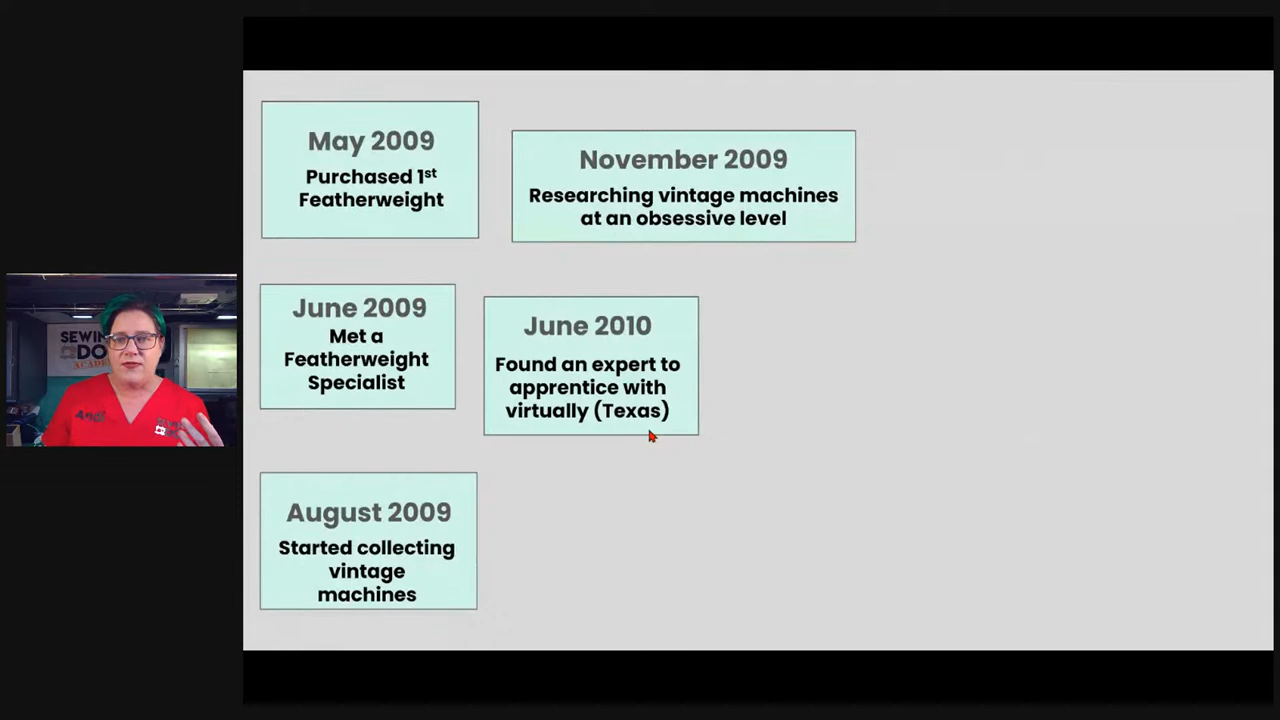 May 2009
Purchased 1st
Featherweight
June 2009
Met a
Featherweight
Specialist
August 2009
Started collecting
vintage
machines
November 2009
Researching vintage machines
at an obsessive level
June 2010
Found an expert to
apprentice with
virtually (Texas)